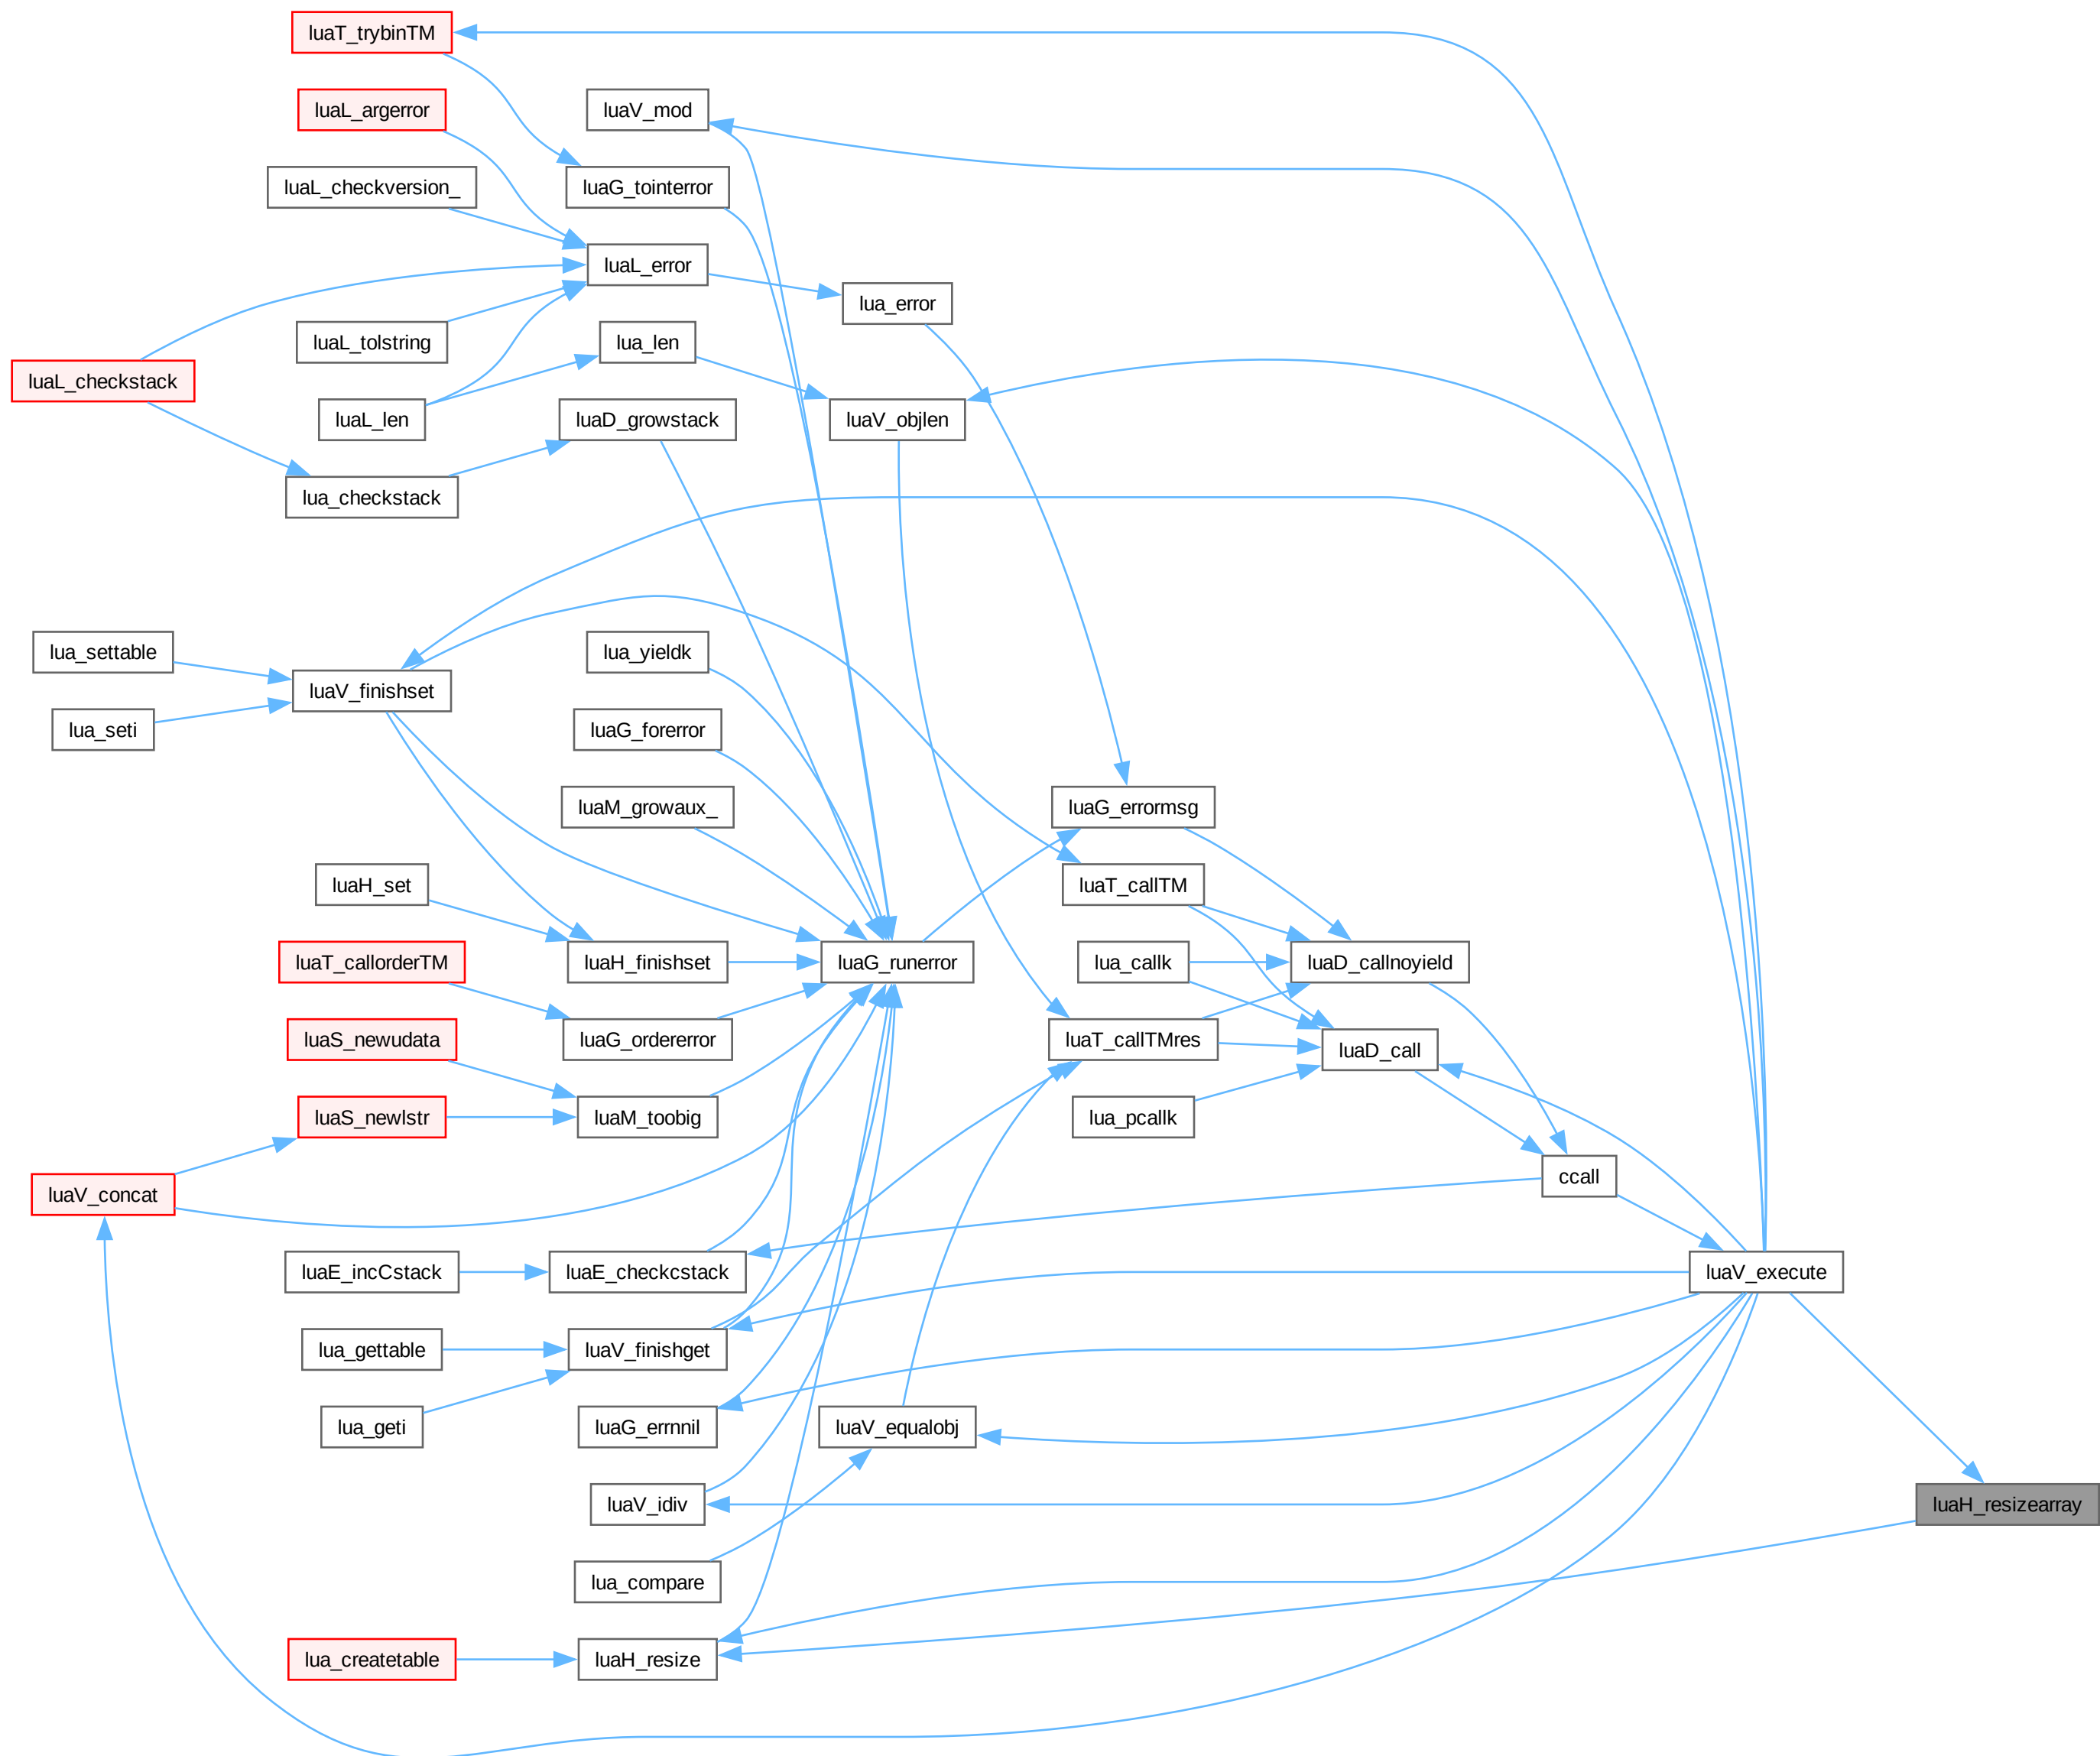 luaT_trybinTM
luaL_argerror
luaV_mod
luaL_checkversion_
luaG_tointerror
luaL_error
lua_error
luaL_tolstring
lua_len
luaL_checkstack
luaL_len
luaD_growstack
luaV_objlen
lua_checkstack
lua_settable
lua_yieldk
luaV_finishset
lua_seti
luaG_forerror
luaM_growaux_
luaG_errormsg
luaH_set
luaT_callTM
luaT_callorderTM
luaH_finishset
luaG_runerror
lua_callk
luaD_callnoyield
luaS_newudata
luaG_ordererror
luaT_callTMres
luaD_call
luaS_newlstr
luaM_toobig
lua_pcallk
luaV_concat
ccall
luaE_incCstack
luaE_checkcstack
luaV_execute
lua_gettable
luaV_finishget
lua_geti
luaG_errnnil
luaV_equalobj
luaV_idiv
luaH_resizearray
lua_compare
lua_createtable
luaH_resize